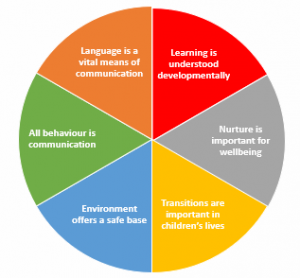 Language is a
vital means of
communication
Learning is
understood
developmentally
Nurture is
important for
wellbeing
Transitions are
important in
children's lives
Environment
offers a safe base
All behaviour is
communication